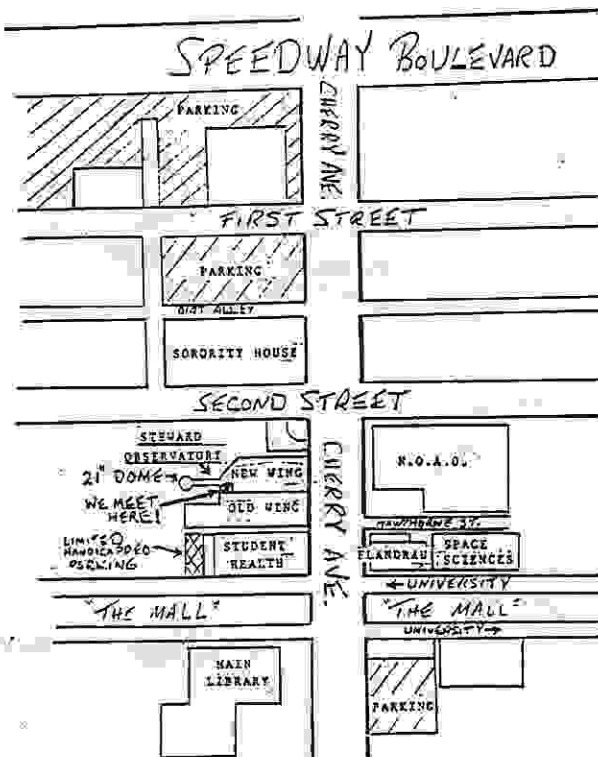 SPEEDWAY BOULEVARD
PARKING
CHERRY AVE.
FIRST STREET
PARKING
DIRT ALLEY
SORORITY HOUSE
SECOND STREET
STEWARD
OBSERVATORY
21" DOME
NEW WING
WE MEET
HERE!
OLD WING
CHERRY AVE.
N.O.A.O.
HAWTHORNE ST.
LIMITED
HANDICAPPED
PARKING
STUDENT
HEALTH
FLANDRAU
SPACE
SCIENCES
UNIVERSITY
"THE MALL"
"THE MALL"
UNIVERSITY
MAIN
LIBRARY
PARKING